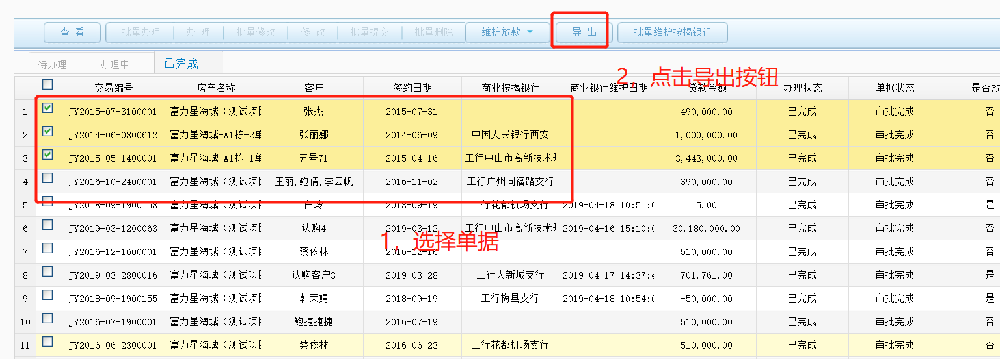 查 看 批量办理 办 理 批量修改 修 改 批量提交 批量删除 维护放款 导 出 批量维护按揭银行
待办理 办理中 已完成
2，点击导出按钮
交易编号 房产名称 客户 签约日期 商业按揭银行 商业银行维护日期 贷款金额 办理状态 单据状态 是否放
1 JY2015-07-3100001 富力星海城（测试项目 张杰 2015-07-31 490,000.00 已完成 审批完成 否
2 JY2014-06-0800612 富力星海城-A1栋-2单 张丽娜 2014-06-09 中国人民银行西安 1,000,000.00 已完成 审批完成 否
3 JY2015-05-1400001 富力星海城-A1栋-1单 五号71 2015-04-16 工行中山市高新技术开 3,443,000.00 已完成 审批完成 否
4 JY2016-10-2400001 富力星海城（测试项目 王丽,鲍倩,李云帆 2016-11-02 工行广州同福路支行 390,000.00 已完成 审批完成 否
5 JY2018-09-1900158 富力星海城（测试项目 白玲 2018-09-19 工行花都机场支行 2019-04-18 10:51:0 5.00 已完成 审批完成 是
6 JY2019-03-1200063 富力星海城（测试项目 认购4 2019-03-12 工行中山市高新技术开 2019-04-16 15:10:0 30,180,000.00 已完成 审批完成 否
1，选择单据
7 JY2016-12-1600001 富力星海城（测试项目 蔡依林 2016-12-16 510,000.00 已完成 审批完成 否
8 JY2019-03-2800016 富力星海城（测试项目 认购客户3 2019-03-28 工行大新城支行 2019-04-17 14:37:4 701,761.00 已完成 审批完成 是
9 JY2018-09-1900155 富力星海城（测试项目 韩荣婧 2018-09-19 工行梅县支行 2019-04-18 10:54:0 -50,000.00 已完成 审批完成 是
10 JY2016-07-1900001 富力星海城（测试项目 鲍捷捷捷 2016-07-19 510,000.00 已完成 审批完成 否
11 JY2016-06-2300001 富力星海城（测试项目 蔡依林 2016-06-23 工行花都机场支行 510,000.00 已完成 审批完成 否